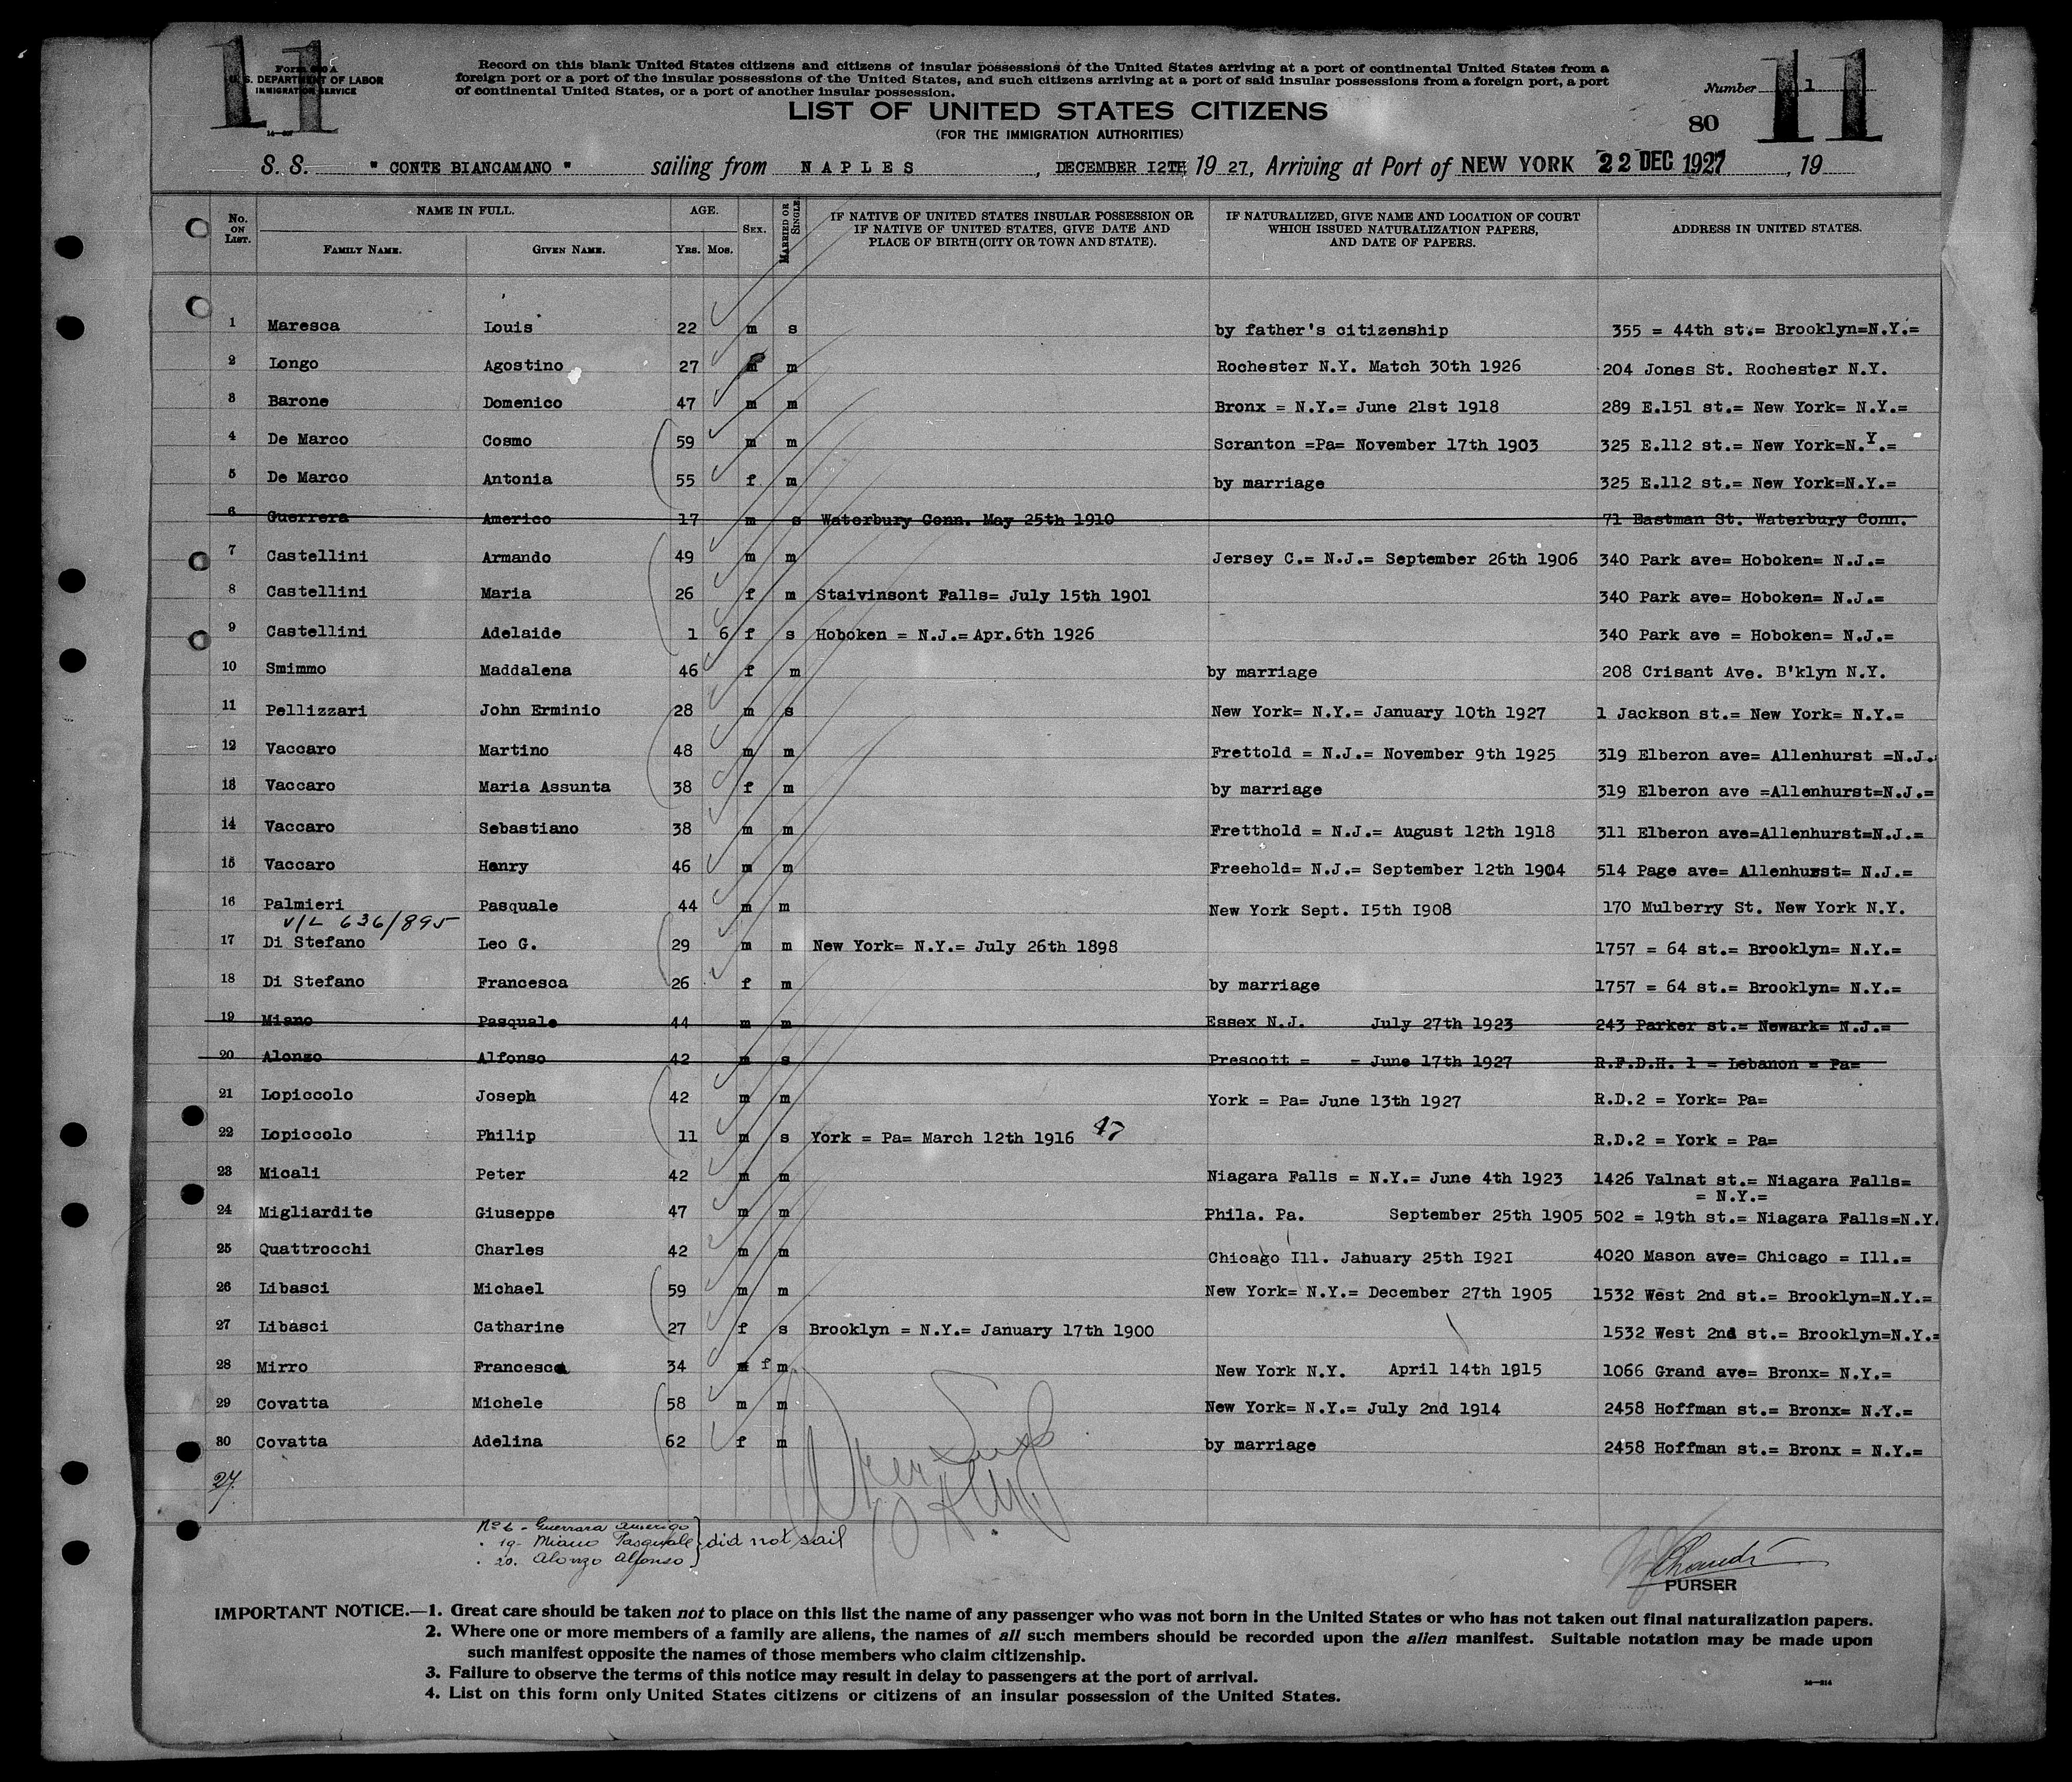 11
11
Form 630 A
U. S. DEPARTMENT OF LABOR
IMMIGRATION SERVICE
Record on this blank United States citizens and citizens of insular possessions of the United States arriving at a port of continental United States from a
foreign port or a port of the insular possessions of the United States, and such citizens arriving at a port of said insular possessions from a foreign port, a port
of continental United States, or a port of another insular possession.
Number 1
LIST OF UNITED STATES CITIZENS
(FOR THE IMMIGRATION AUTHORITIES)
80
S. S. " CONTE BIANCAMANO " sailing from N A P L E S , DECEMBER I2TH 19 27, Arriving at Port of NEW YORK 22 DEC 1927 , 19
No. ON LIST. NAME IN FULL. AGE. SEX. MARRIED OR SINGLE. IF NATIVE OF UNITED STATES INSULAR POSSESSION OR IF NATIVE OF UNITED STATES, GIVE DATE AND PLACE OF BIRTH (CITY OR TOWN AND STATE). IF NATURALIZED, GIVE NAME AND LOCATION OF COURT WHICH ISSUED NATURALIZATION PAPERS, AND DATE OF PAPERS. ADDRESS IN UNITED STATES.
FAMILY NAME. GIVEN NAME. YRS. MOS.
1 Maresca Louis 22 m s by father's citizenship 355 = 44th st.= Brooklyn=N.Y.=
2 Longo Agostino 27 m Rochester N.Y. Match 30th 1926 204 Jones St. Rochester N.Y.
3 Barone Domenico 47 m m Bronx = N.Y.= June 21st 1918 289 E.151 st.= New York= N.Y.=
4 De Marco Cosmo 59 m m Scranton =Pa= November 17th 1903 325 E.112 st.= New York=N.Y.=
5 De Marco Antonia 55 f m by marriage 325 E.112 st.= New York=N.Y.=
6 Guerrera Americo 17 m s Waterbury Conn. May 25th 1910 71 Eastman St. Waterbury Conn.
7 Castellini Armando 49 m m Jersey C.= N.J.= September 26th 1906 340 Park ave= Hoboken= N.J.=
8 Castellini Maria 26 f m Staivinsont Falls= July 15th 1901 340 Park ave= Hoboken= N.J.=
9 Castellini Adelaide 1 6 f s Hoboken = N.J.= Apr.6th 1926 340 Park ave = Hoboken= N.J.=
10 Smimmo Maddalena 46 f m by marriage 208 Crisant Ave. B'klyn N.Y.
11 Pellizzari John Erminio 28 m s New York= N.Y.= January 10th 1927 1 Jackson st.= New York= N.Y.=
12 Vaccaro Martino 48 m m Frettold = N.J.= November 9th 1925 319 Elberon ave= Allenhurst =N.J.
13 Vaccaro Maria Assunta 38 f m by marriage 319 Elberon ave =Allenhurst=N.J.=
14 Vaccaro Sebastiano 38 m m Fretthold = N.J.= August 12th 1918 311 Elberon ave=Allenhurst=N.J.=
15 Vaccaro Henry 46 m m Freehold= N.J.= September 12th 1904 514 Page ave= Allenhurst= N.J.=
16 Palmieri Pasquale 44 m m New York Sept. I5th I908 170 Mulberry St. New York N.Y.
V/L 636/895
17 Di Stefano Leo G. 29 m m New York= N.Y.= July 26th 1898 1757 = 64 st.= Brooklyn= N.Y.=
18 Di Stefano Francesca 26 f m by marriage 1757 = 64 st.= Brooklyn= N.Y.=
19 Miano Pasquale 44 m m Essex N.J. July 27th 1923 243 Parker st.= Newark= N.J.=
20 Alonzo Alfonso 42 m s Prescott = = June 17th 1927 R.F.D.H. 1 = Lebanon = Pa=
21 Lopiccolo Joseph 42 m m York = Pa= June 13th 1927 R.D.2 = York= Pa=
22 Lopiccolo Philip 11 m s York = Pa= March 12th 1916 47 R.D.2 = York = Pa=
23 Micali Peter 42 m m Niagara Falls = N.Y.= June 4th 1923 1426 Valnat st.= Niagara Falls=
= N.Y.=
24 Migliardite Giuseppe 47 m m Phila. Pa. September 25th 1905 502 = 19th st.= Niagara Falls=N.Y.
25 Quattrocchi Charles 42 m m Chicago Ill. January 25th I92I 4020 Mason ave= Chicago = Ill.=
26 Libasci Michael 59 m m New York= N.Y.= December 27th 1905 1532 West 2nd st.= Brooklyn=N.Y.=
27 Libasci Catharine 27 f s Brooklyn = N.Y.= January 17th 1900 1532 West 2nd st.= Brooklyn=N.Y.=
28 Mirro Francesca 34 f m New York N.Y. April 14th 1915 1066 Grand ave= Bronx= N.Y.=
29 Covatta Michele 58 m m New York= N.Y.= July 2nd 1914 2458 Hoffman st.= Bronx= N.Y.=
30 Covatta Adelina 62 f m by marriage 2458 Hoffman st.= Bronx = N.Y.=
27.
No 6 - Guerrara Amerigo
. 19- Miano Pasquale } did not sail
. 20. Alonzo Alfonso
PURSER
IMPORTANT NOTICE.—1. Great care should be taken not to place on this list the name of any passenger who was not born in the United States or who has not taken out final naturalization papers.
2. Where one or more members of a family are aliens, the names of all such members should be recorded upon the alien manifest. Suitable notation may be made upon
such manifest opposite the names of those members who claim citizenship.
3. Failure to observe the terms of this notice may result in delay to passengers at the port of arrival.
4. List on this form only United States citizens or citizens of an insular possession of the United States.